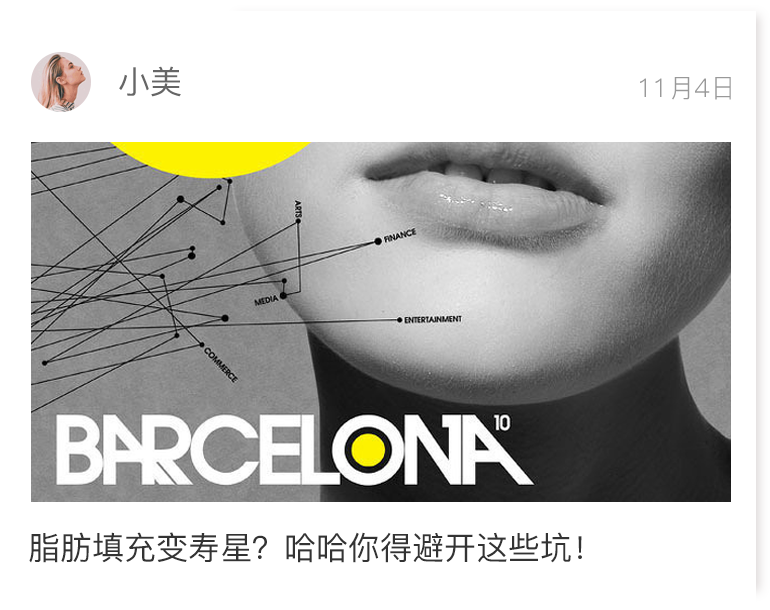 小美
11月4日
ARTS
FINANCE
MEDIA
ENTERTAINMENT
COMMERCE
BARCELONA 10
脂肪填充变寿星？哈哈你得避开这些坑！